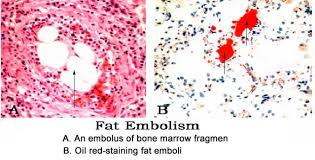 A
B
Fat Embolism
A. An embolus of bone marrow fragmen
B. Oil red-staining fat emboli